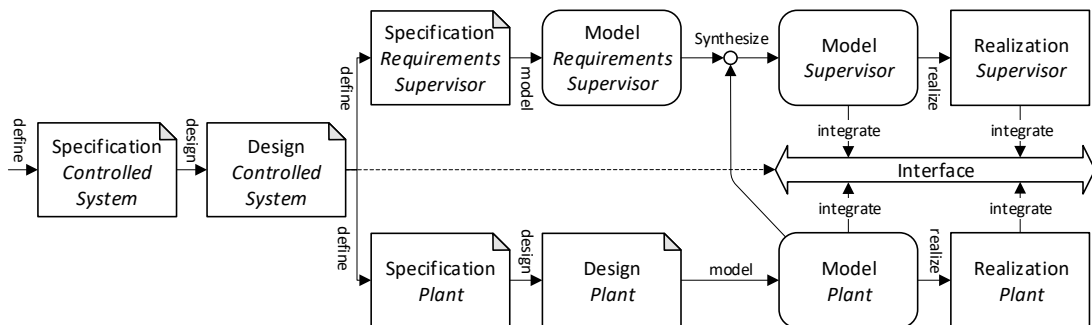 define
Specification
Controlled
System
design
Design
Controlled
System
define
Specification
Requirements
Supervisor
model
Model
Requirements
Supervisor
Synthesize
Model
Supervisor
realize
Realization
Supervisor
integrate
integrate
Interface
integrate
integrate
define
Specification
Plant
design
Design
Plant
model
Model
Plant
realize
Realization
Plant